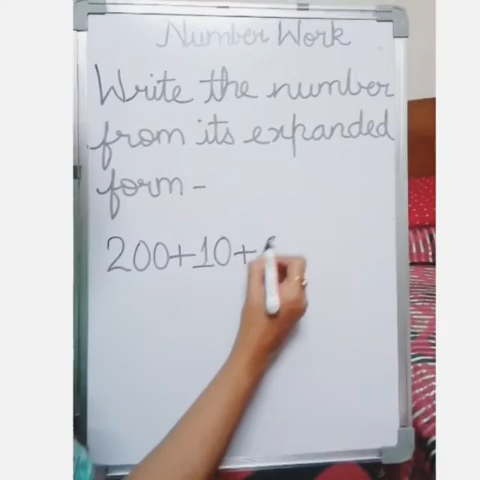 Number Work
Write the number
from its expanded
form -
200+10+